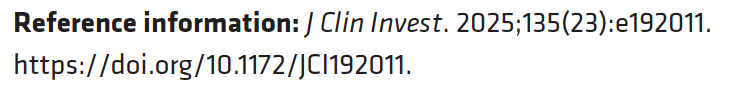 Reference information: J Clin Invest. 2025;135(23):e192011.
https://doi.org/10.1172/JCI192011.